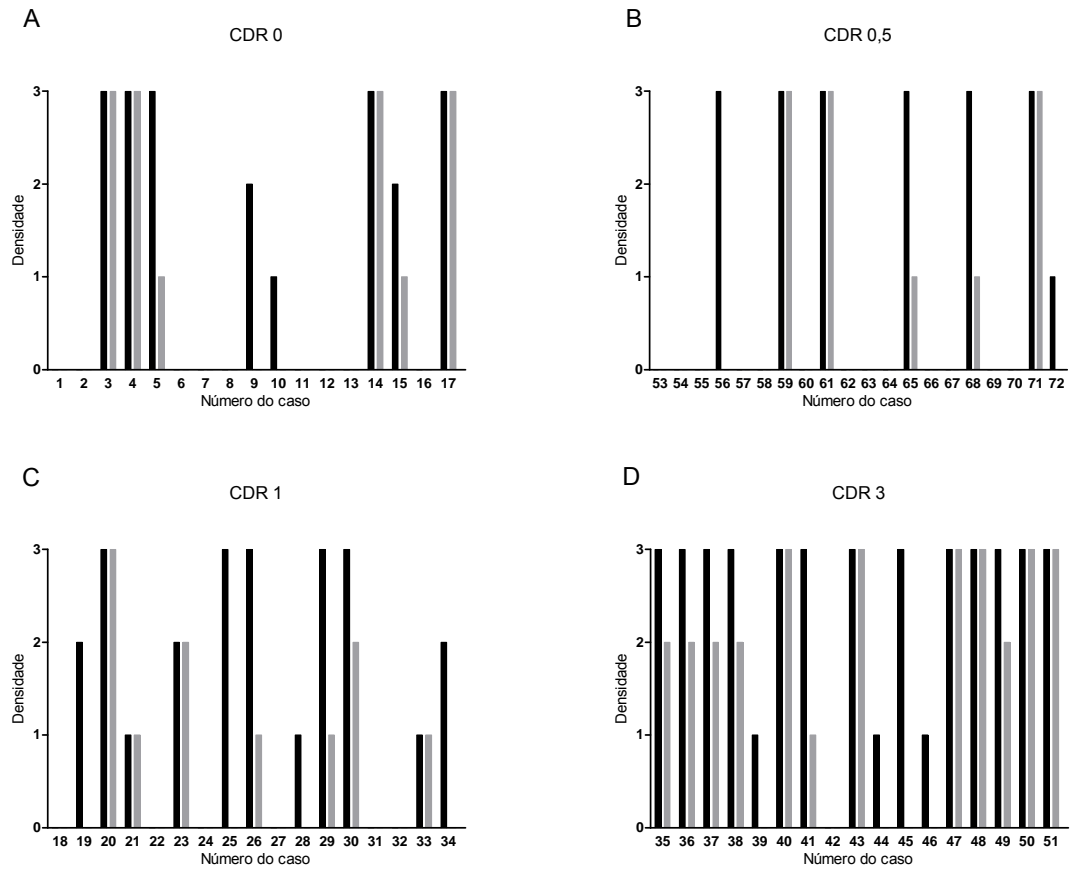 A
CDR 0
Densidade
3
2
1
0
1 2 3 4 5 6 7 8 9 10 11 12 13 14 15 16 17
Número do caso
B
CDR 0,5
Densidade
3
2
1
0
53 54 55 56 57 58 59 60 61 62 63 64 65 66 67 68 69 70 71 72
Número do caso
C
CDR 1
Densidade
3
2
1
0
18 19 20 21 22 23 24 25 26 27 28 29 30 31 32 33 34
Número do caso
D
CDR 3
Densidade
3
2
1
0
35 36 37 38 39 40 41 42 43 44 45 46 47 48 49 50 51
Número do caso